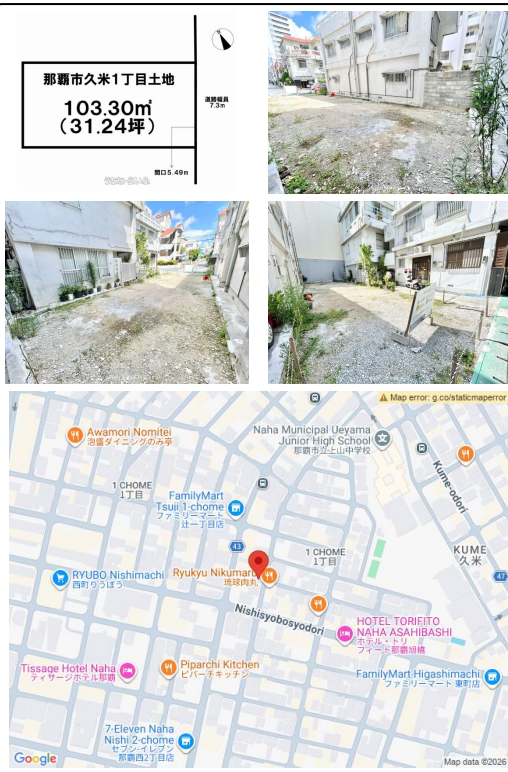 那覇市久米1丁目土地
103.30㎡
（31.24坪）
道路幅員
7.3m
間口5.49m
Map error: g.co/staticmaperror
Awamori Nomitei
泡盛ダイニングのみ亭
Naha Municipal Ueyama
Junior High School
那覇市立上山中学校
Kume-odori
1 CHOME
1丁目
FamilyMart
Tsuji 1-chome
ファミリーマート
辻一丁目店
43
1 CHOME
1丁目
KUME
久米
47
RYUBO Nishimachi
西町りうぼう
Ryukyu Nikumaru
琉球肉丸
Nishisyobosyodori
HOTEL TORIFITO
NAHA ASAHIBASHI
ホテル・トリ
フィート那覇旭橋
Tissage Hotel Naha
ティサージホテル那覇
Piparchi Kitchen
ピパーチキッチン
FamilyMart Higashimachi
ファミリーマート 東町店
7-Eleven Naha
Nishi 2-chome
セブン-イレブン
那覇西2丁目店
Google
Map data ©2026